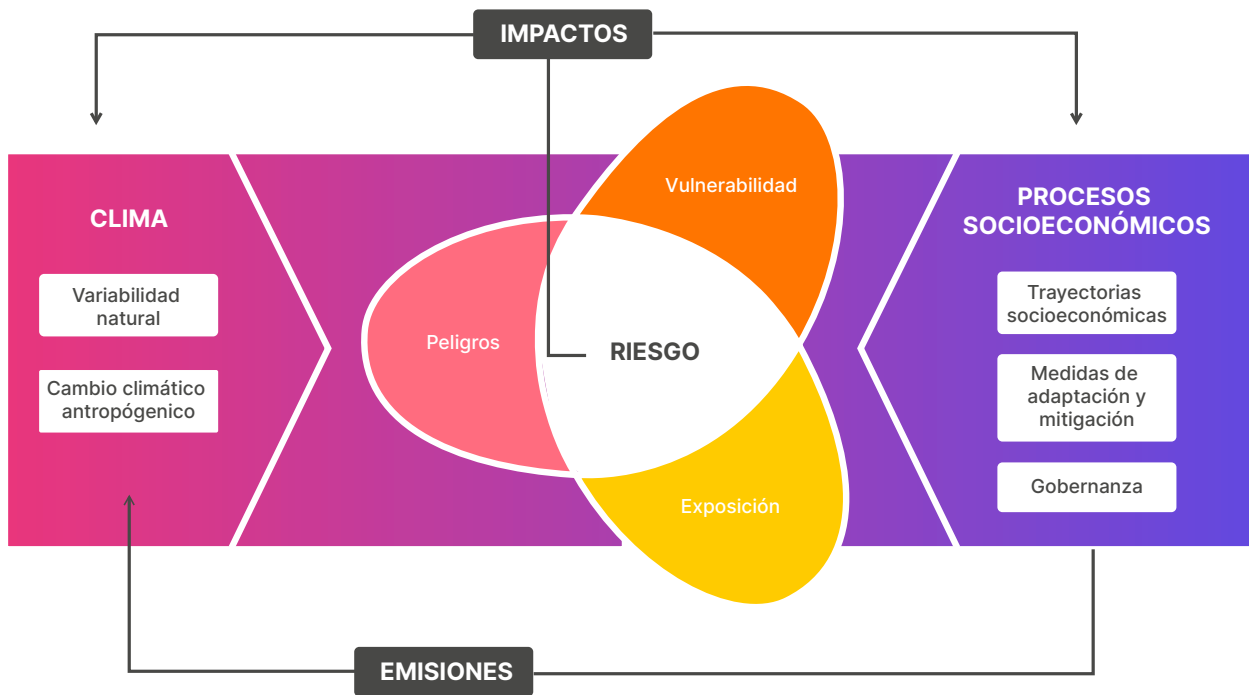 IMPACTOS
CLIMA
Variabilidad
natural
Cambio climático
antropógenico
Vulnerabilidad
Peligros
RIESGO
Exposición
PROCESOS
SOCIOECONÓMICOS
Trayectorias
socioeconómicas
Medidas de
adaptación y
mitigación
Gobernanza
EMISIONES